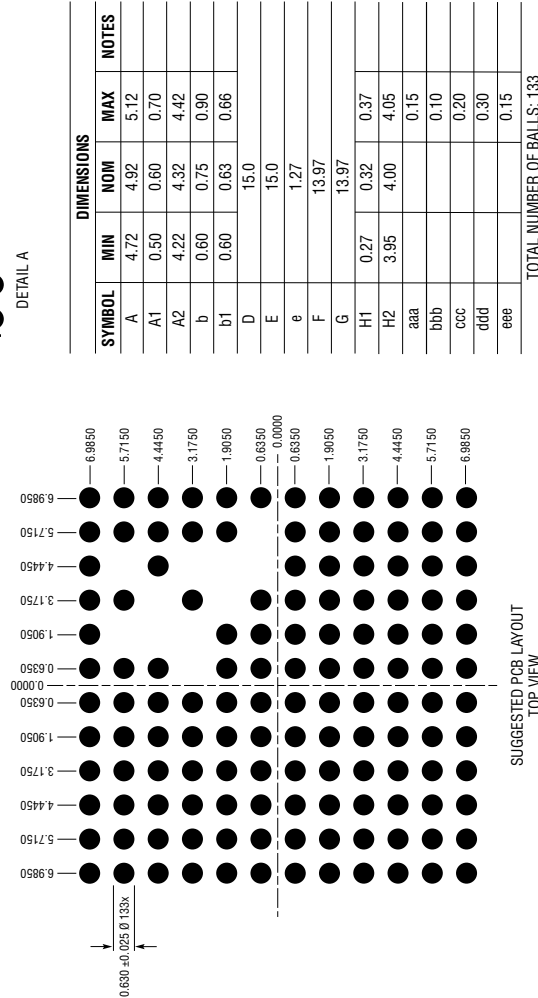 DETAIL A
DIMENSIONS
SYMBOL MIN NOM MAX NOTES
A 4.72 4.92 5.12
A1 0.50 0.60 0.70
A2 4.22 4.32 4.42
b 0.60 0.75 0.90
b1 0.60 0.63 0.66
D 15.0
E 15.0
e 1.27
F 13.97
G 13.97
H1 0.27 0.32 0.37
H2 3.95 4.00 4.05
aaa 0.15
bbb 0.10
ccc 0.20
ddd 0.30
eee 0.15
TOTAL NUMBER OF BALLS: 133
6.9850
5.7150
4.4450
3.1750
1.9050
0.6350
0.0000
0.6350
1.9050
3.1750
4.4450
5.7150
6.9850
6.9850
5.7150
4.4450
3.1750
1.9050
0.6350
0.0000
0.6350
1.9050
3.1750
4.4450
5.7150
6.9850
0.630 ±0.025 Ø 133x
SUGGESTED PCB LAYOUT
TOP VIEW